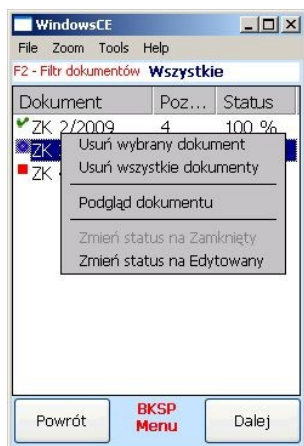 WindowsCE
File Zoom Tools Help
F2 - Filtr dokumentów Wszystkie
Dokument Poz... Status
ZK 2/2009 4 100 %
ZK
ZK
Usuń wybrany dokument
Usuń wszystkie dokumenty
Podgląd dokumentu
Zmień status na Zamknięty
Zmień status na Edytowany
Powrót
BKSP
Menu
Dalej